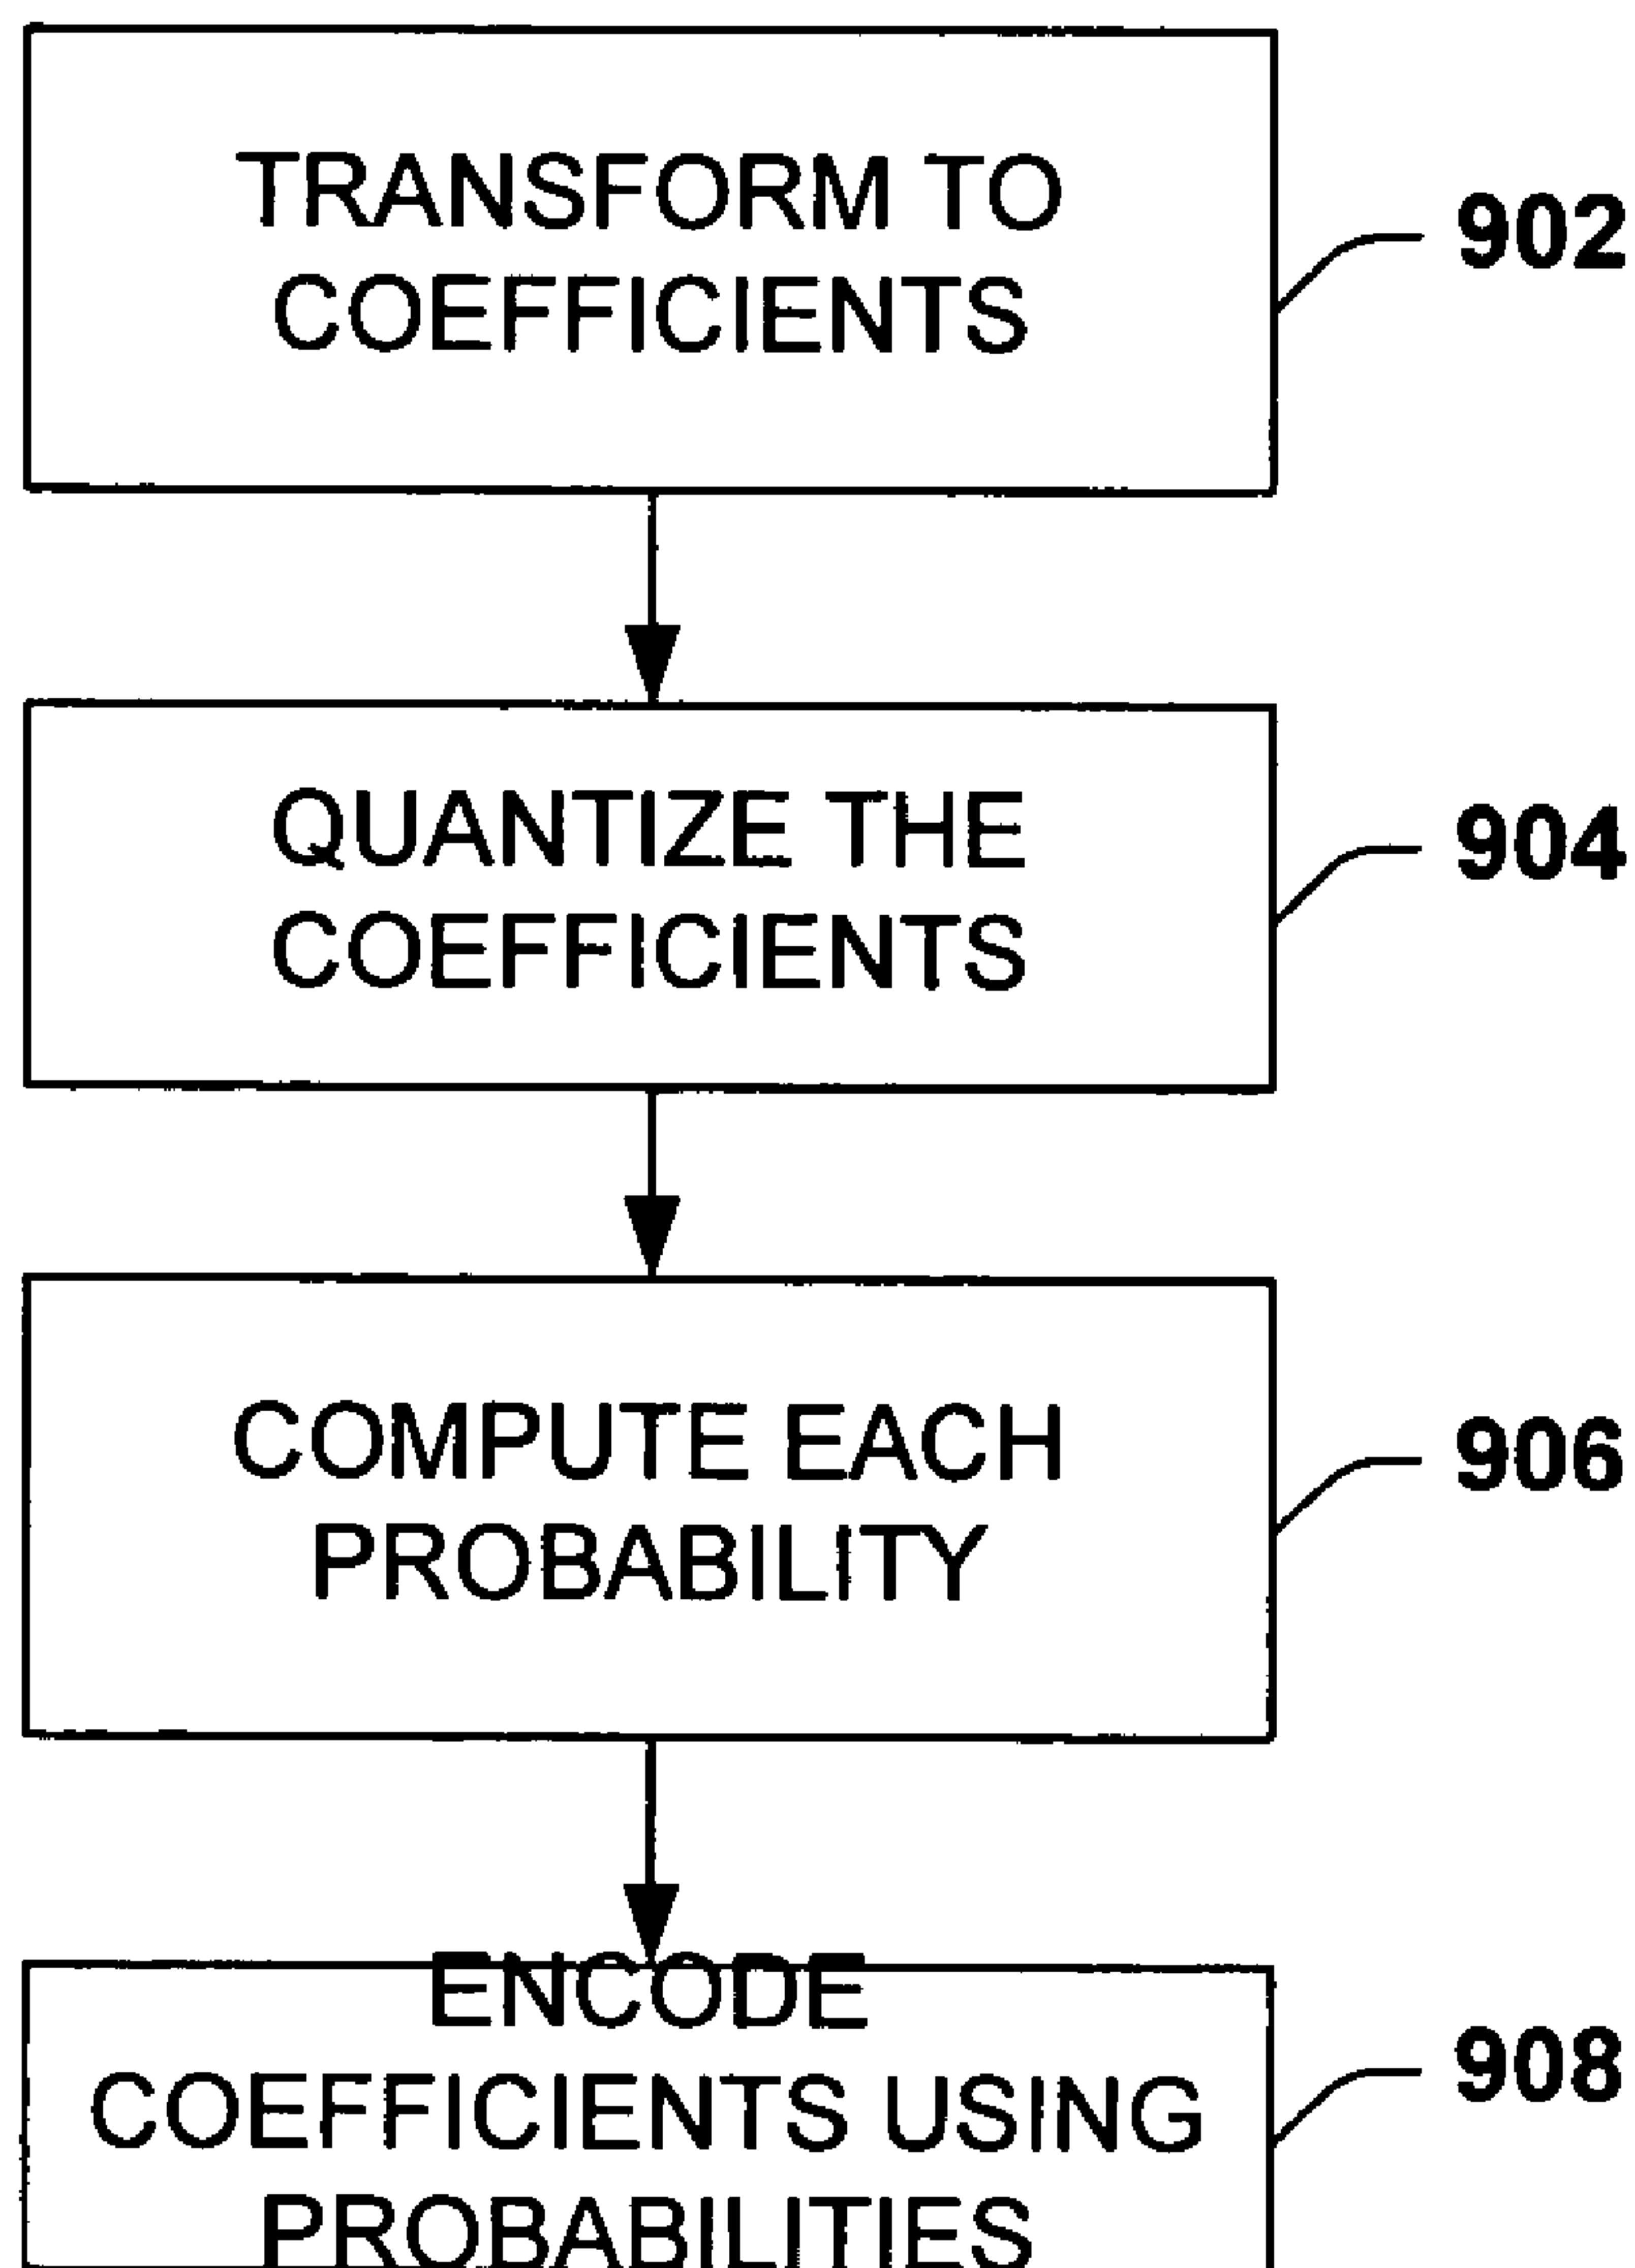 TRANSFORM TO
COEFFICIENTS
902
QUANTIZE THE
COEFFICIENTS
904
COMPUTE EACH
PROBABILITY
906
ENCODE
COEFFICIENTS USING
PROBABILITIES
908